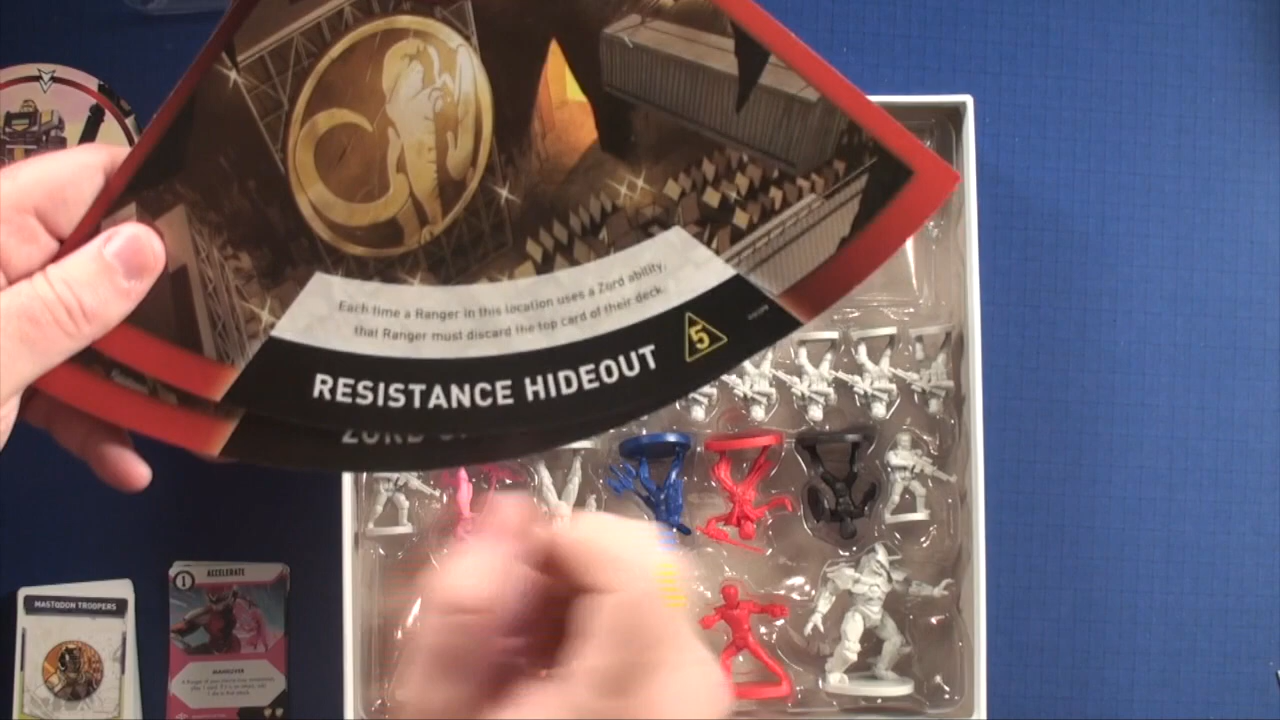 Each time a Ranger in this location uses a Zord ability,
that Ranger must discard the top card of their deck.
RESISTANCE HIDEOUT
5
ZORD
MASTODON TROOPERS
1
ACCELERATE
MANEUVER